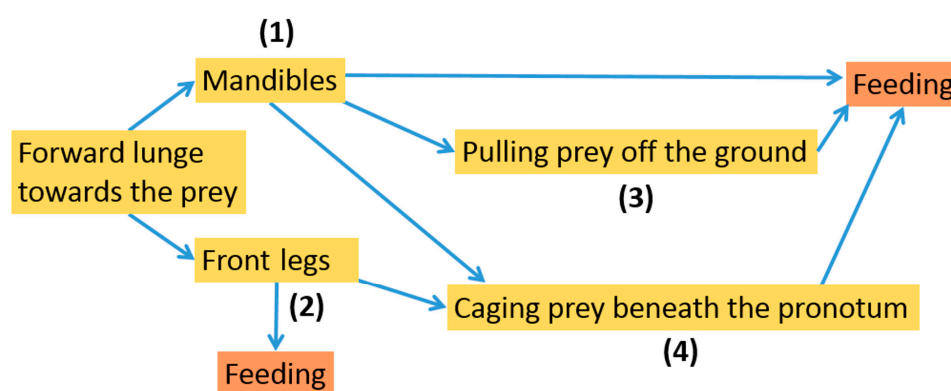 (1)
Mandibles
Feeding
Forward lunge
towards the prey
Pulling prey off the ground
(3)
Front legs
(2)
Caging prey beneath the pronotum
(4)
Feeding